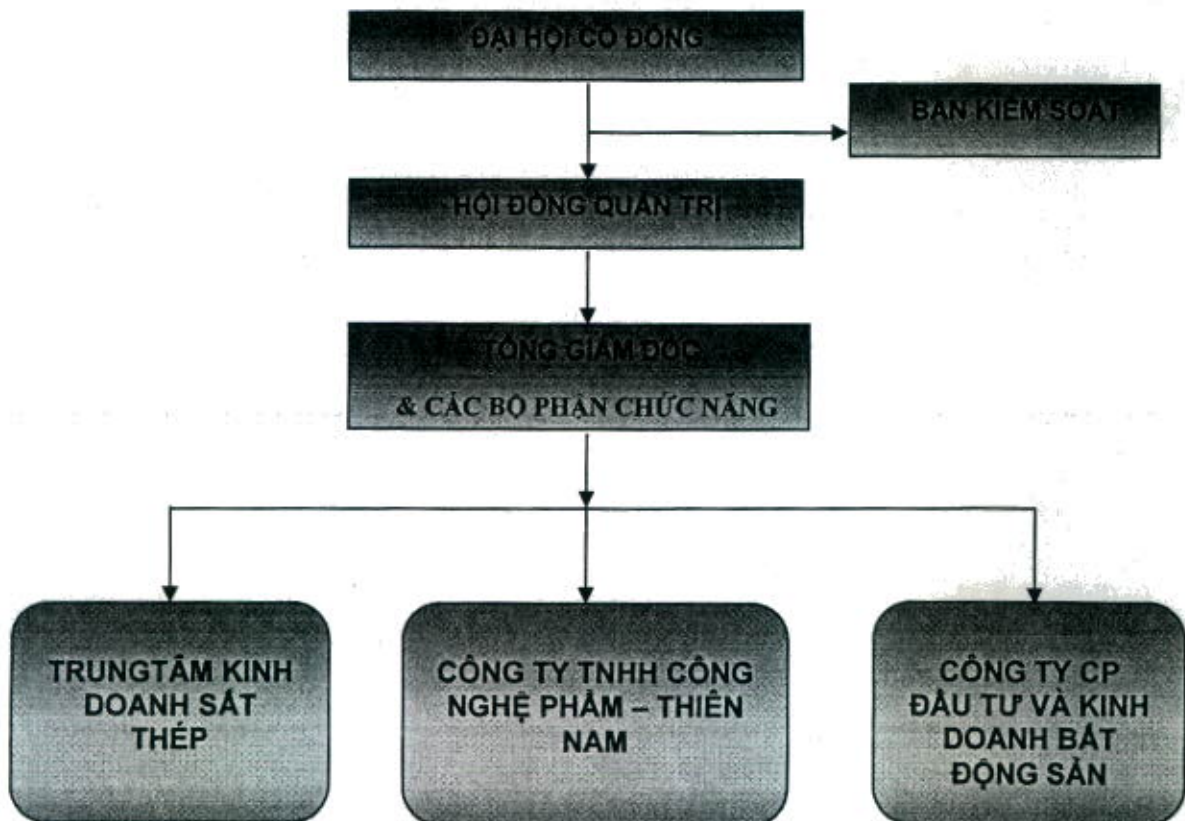 ĐẠI HỘI CỔ ĐÔNG
BAN KIỂM SOÁT
HỘI ĐỒNG QUẢN TRỊ
TỔNG GIÁM ĐỐC
& CÁC BỘ PHẬN CHỨC NĂNG
TRUNGTÂM KINH
DOANH SẮT
THÉP
CÔNG TY TNHH CÔNG
NGHỆ PHẨM – THIÊN
NAM
CÔNG TY CP
ĐẦU TƯ VÀ KINH
DOANH BẤT
ĐỘNG SẢN